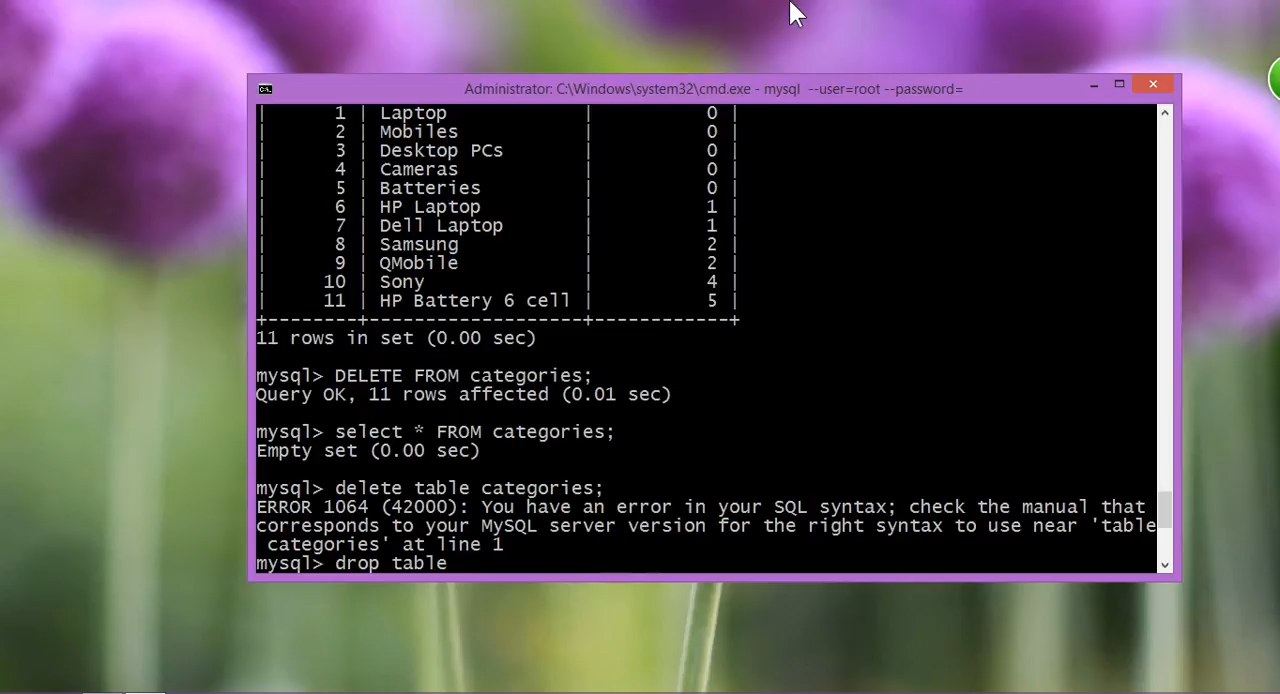 Administrator: C:\Windows\system32\cmd.exe - mysql  --user=root --password=
|       1 | Laptop           |          0 |
|       2 | Mobiles          |          0 |
|       3 | Desktop PCs      |          0 |
|       4 | Cameras          |          0 |
|       5 | Batteries        |          0 |
|       6 | HP Laptop        |          1 |
|       7 | Dell Laptop      |          1 |
|       8 | Samsung          |          2 |
|       9 | QMobile          |          2 |
|      10 | Sony             |          4 |
|      11 | HP Battery 6 cell |          5 |
+--------+------------------+------------+
11 rows in set (0.00 sec)
mysql> DELETE FROM categories;
Query OK, 11 rows affected (0.01 sec)
mysql> select * FROM categories;
Empty set (0.00 sec)
mysql> delete table categories;
ERROR 1064 (42000): You have an error in your SQL syntax; check the manual that
corresponds to your MySQL server version for the right syntax to use near 'table
categories' at line 1
mysql> drop table